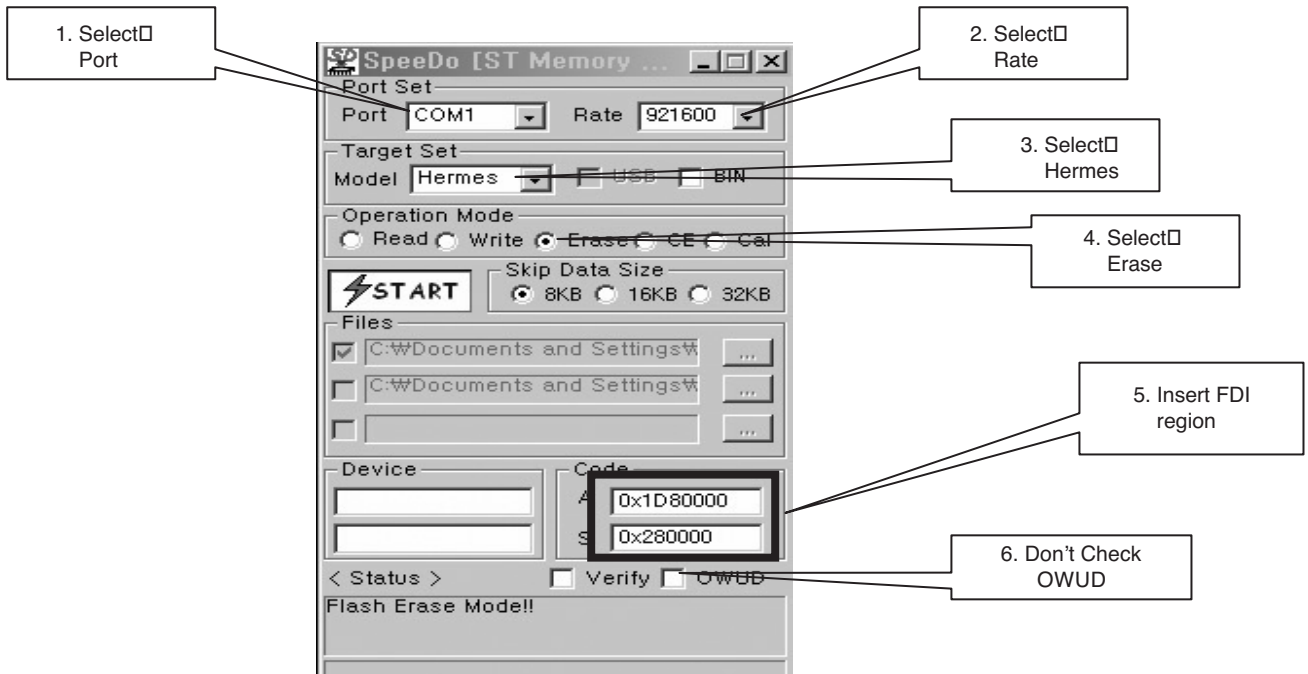 1. Select□
Port
2. Select□
Rate
SpeeDo [ST Memory ...
Port Set
Port COM1 Rate 921600
3. Select□
Hermes
Target Set
Model Hermes USB BIN
Operation Mode
Read Write Erase CE Cal
4. Select□
Erase
START
Skip Data Size
8KB 16KB 32KB
Files
C:₩Documents and Settings₩
...
C:₩Documents and Settings₩
...
...
5. Insert FDI
region
Device
Code
A 0x1D80000
S 0x280000
6. Don't Check
OWUD
< Status > Verify OWUD
Flash Erase Mode!!